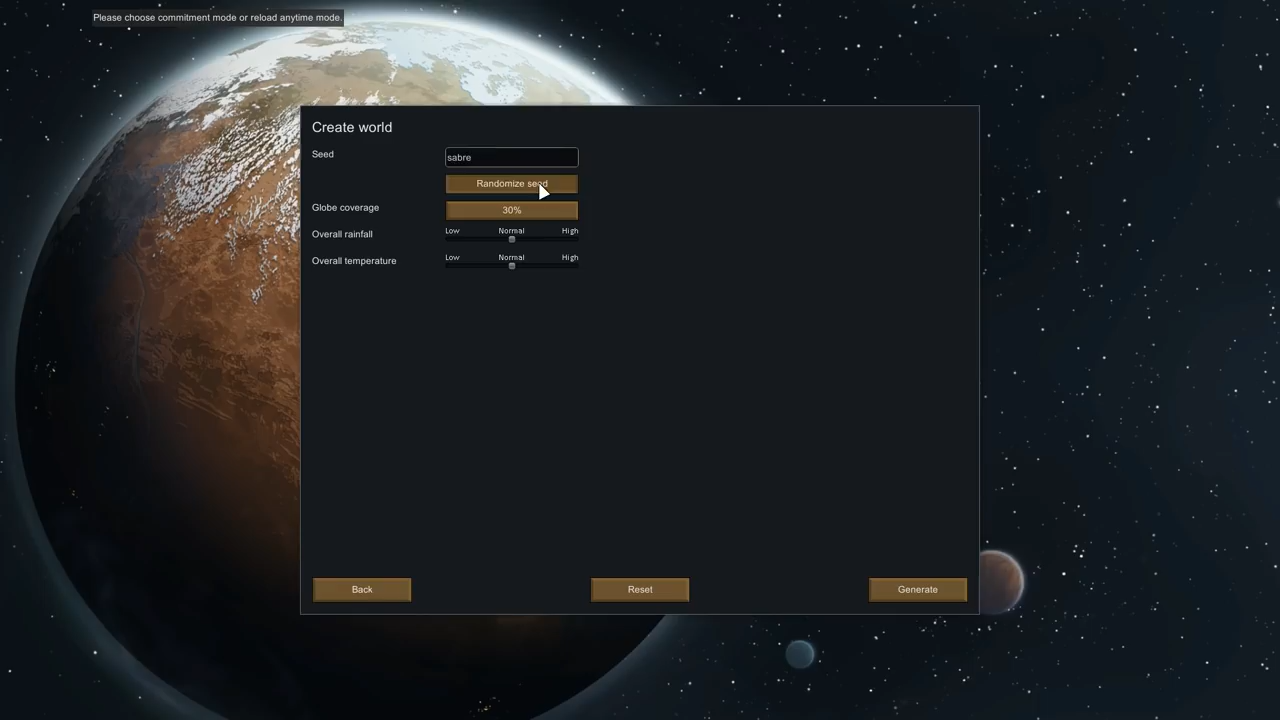 Please choose commitment mode or reload anytime mode.
Create world
Seed
sabre
Randomize seed
Globe coverage
30%
Overall rainfall
Low Normal High
Overall temperature
Low Normal High
Back
Reset
Generate